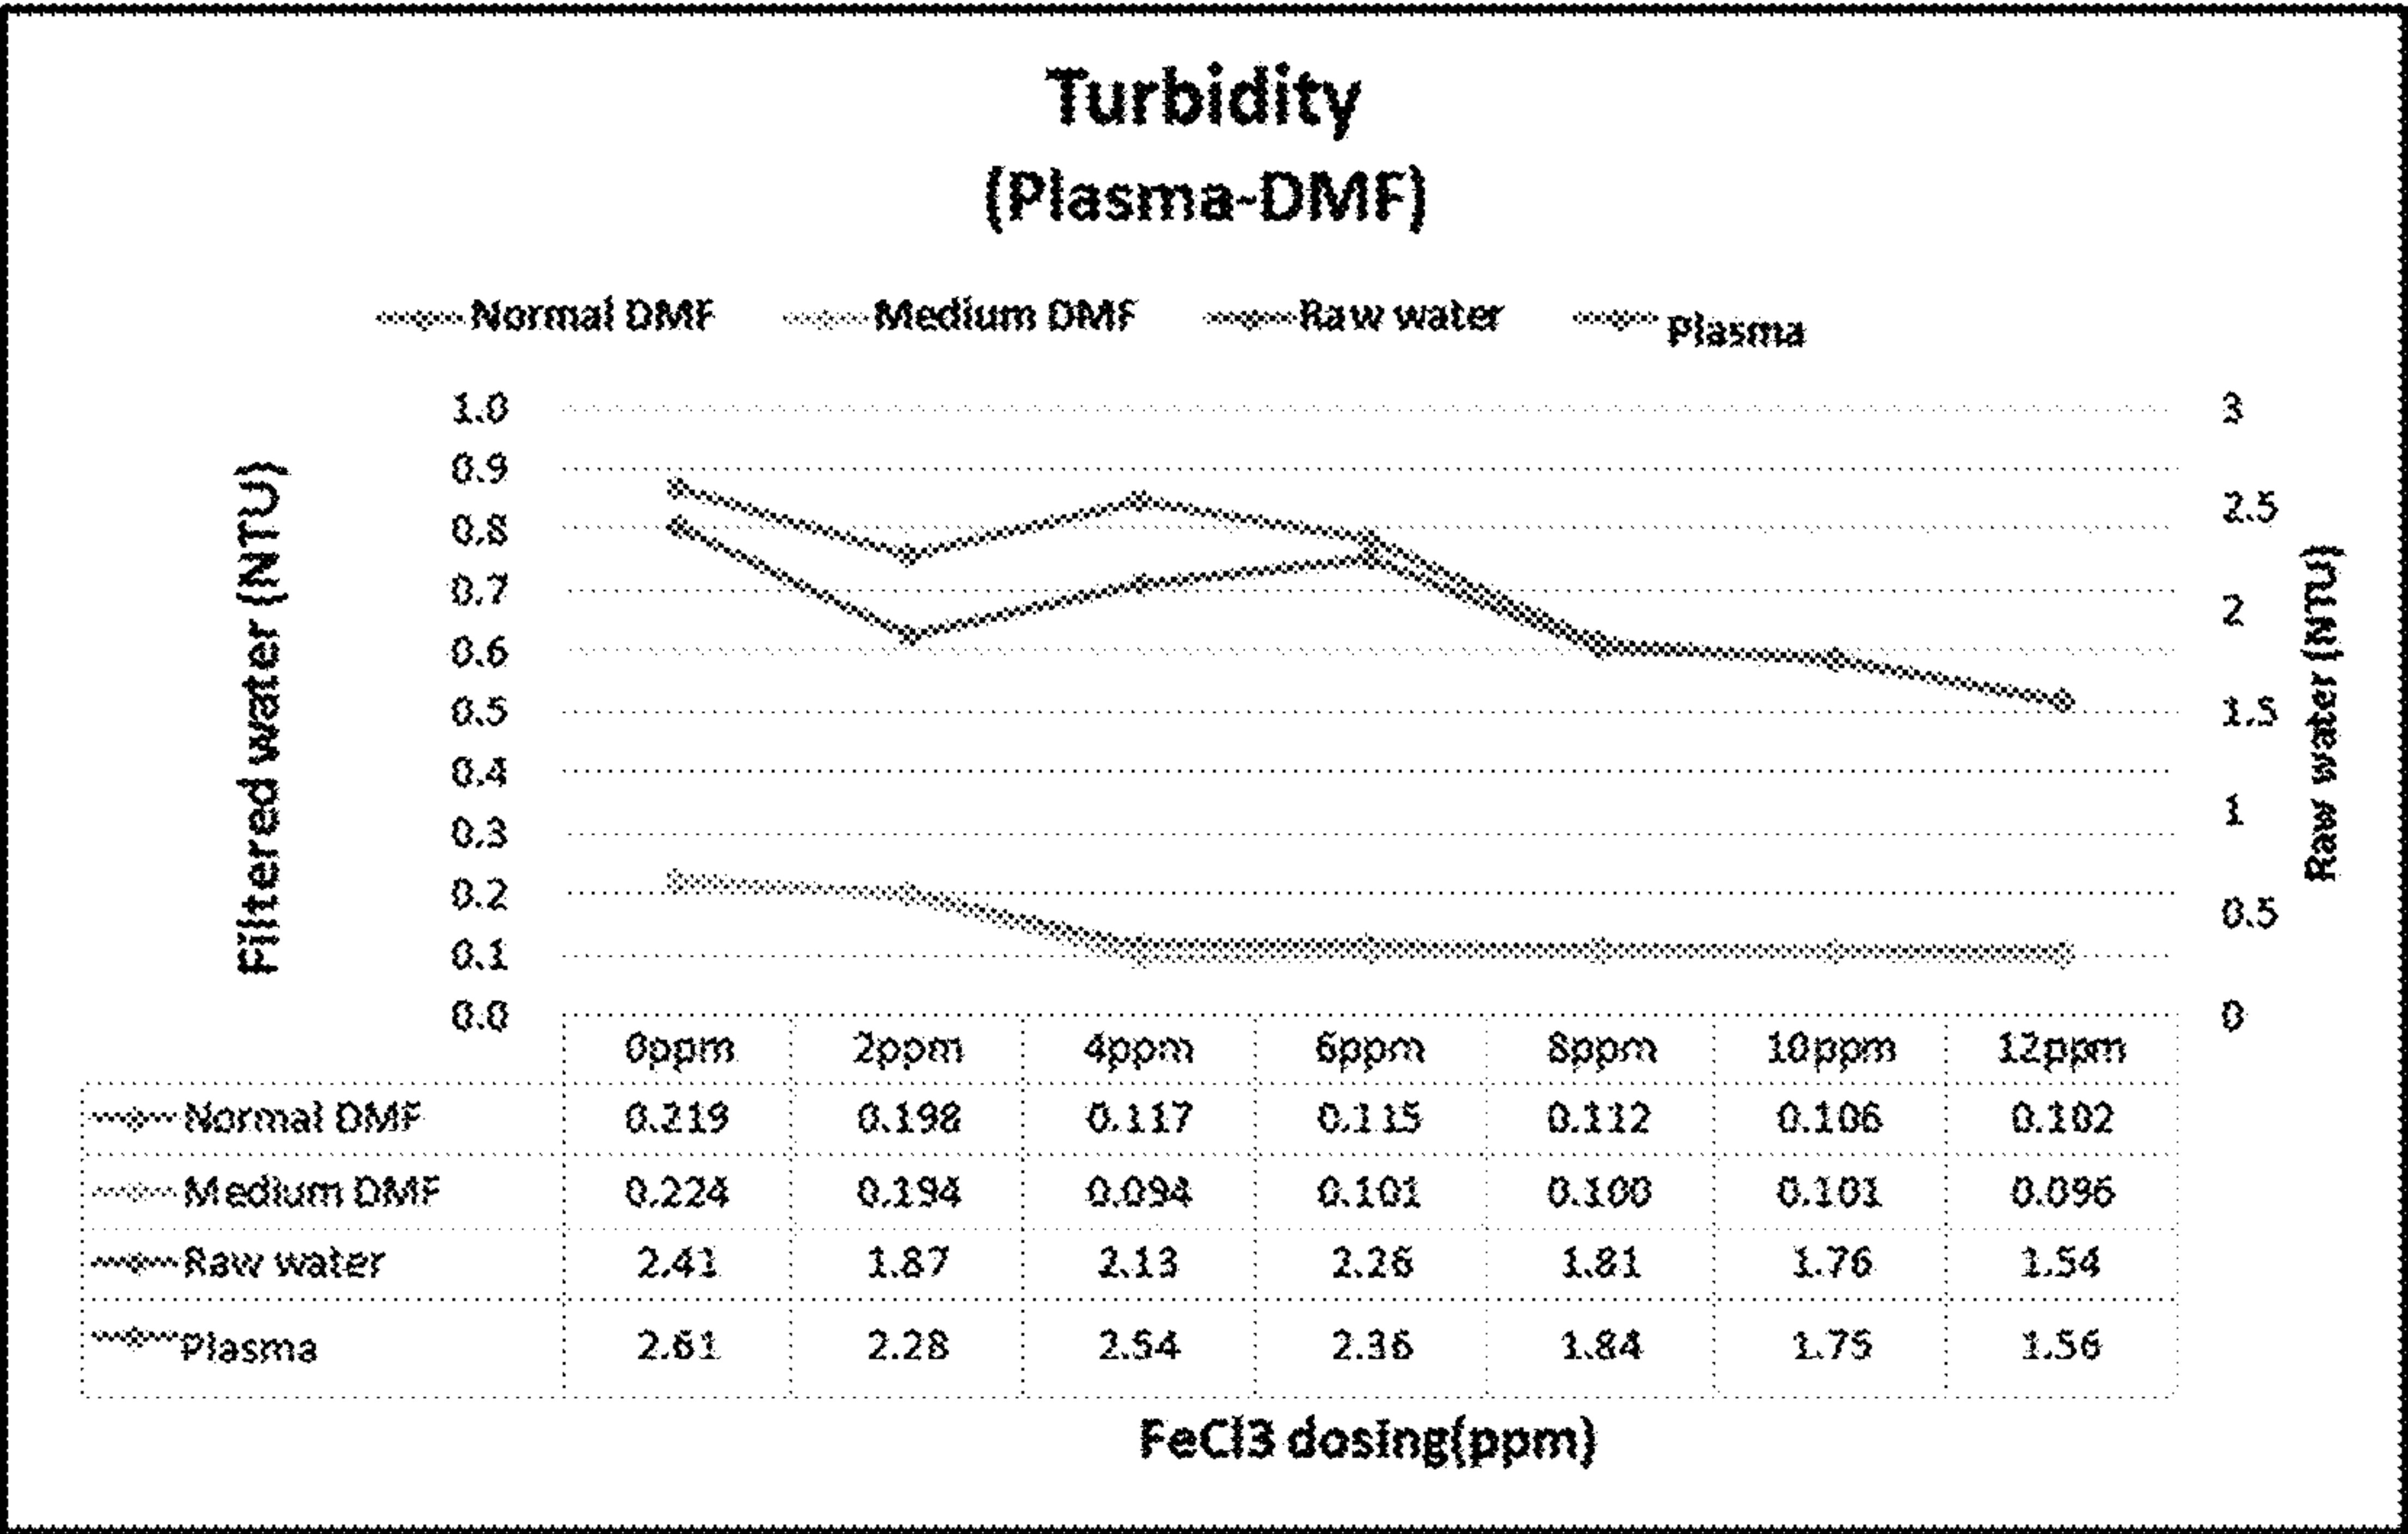 Turbidity
(Plasma-DMF)
Normal DMF Medium DMF Raw water Plasma
Filtered water (NTU)
1.0
0.9
0.8
0.7
0.6
0.5
0.4
0.3
0.2
0.1
0.0
3
2.5
2
1.5
1
0.5
0
Raw water (NTU)
0ppm 2ppm 4ppm 6ppm 8ppm 10ppm 12ppm
Normal DMF 0.219 0.198 0.117 0.115 0.112 0.106 0.102
Medium DMF 0.224 0.194 0.094 0.101 0.100 0.101 0.096
Raw water 2.41 1.87 2.13 2.26 1.81 1.76 1.54
Plasma 2.61 2.28 2.54 2.36 1.84 1.75 1.56
FeCl3 dosing(ppm)